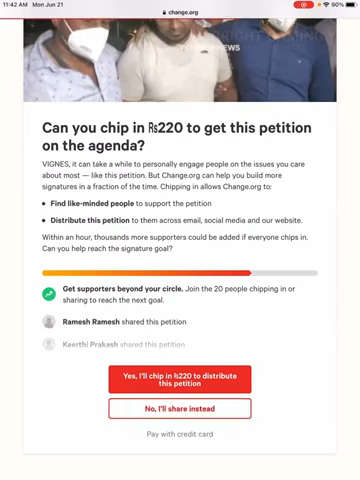 11:42 AM Mon Jun 21
90%
change.org
NEWS
Can you chip in ₨220 to get this petition
on the agenda?
VIGNES, it can take a while to personally engage people on the issues you care
about most — like this petition. But Change.org can help you build more
signatures in a fraction of the time. Chipping in allows Change.org to:
• Find like-minded people to support the petition
• Distribute this petition to them across email, social media and our website.
Within an hour, thousands more supporters could be added if everyone chips in.
Can you help reach the signature goal?
Get supporters beyond your circle. Join the 20 people chipping in or
sharing to reach the next goal.
Ramesh Ramesh shared this petition
Keerthi Prakash shared this petition
Yes, I'll chip in ₨220 to distribute
this petition
No, I'll share instead
Pay with credit card